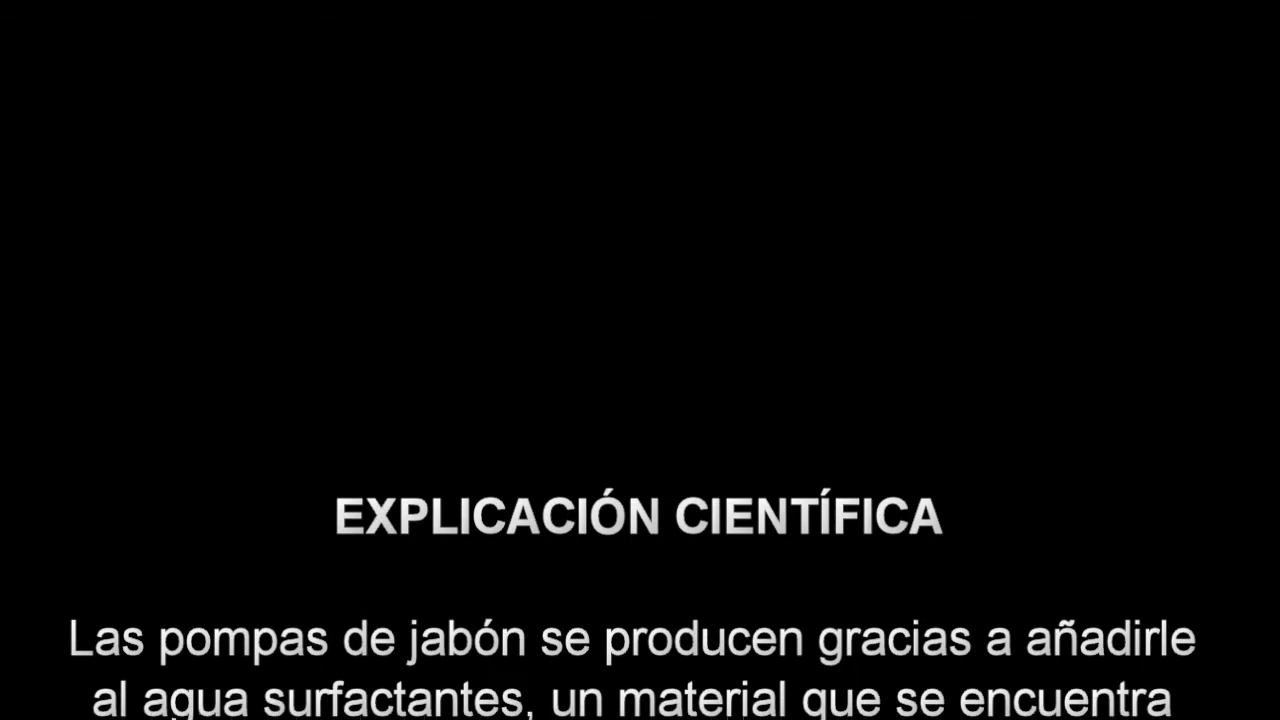 EXPLICACIÓN CIENTÍFICA
Las pompas de jabón se producen gracias a añadirle
al agua surfactantes, un material que se encuentra